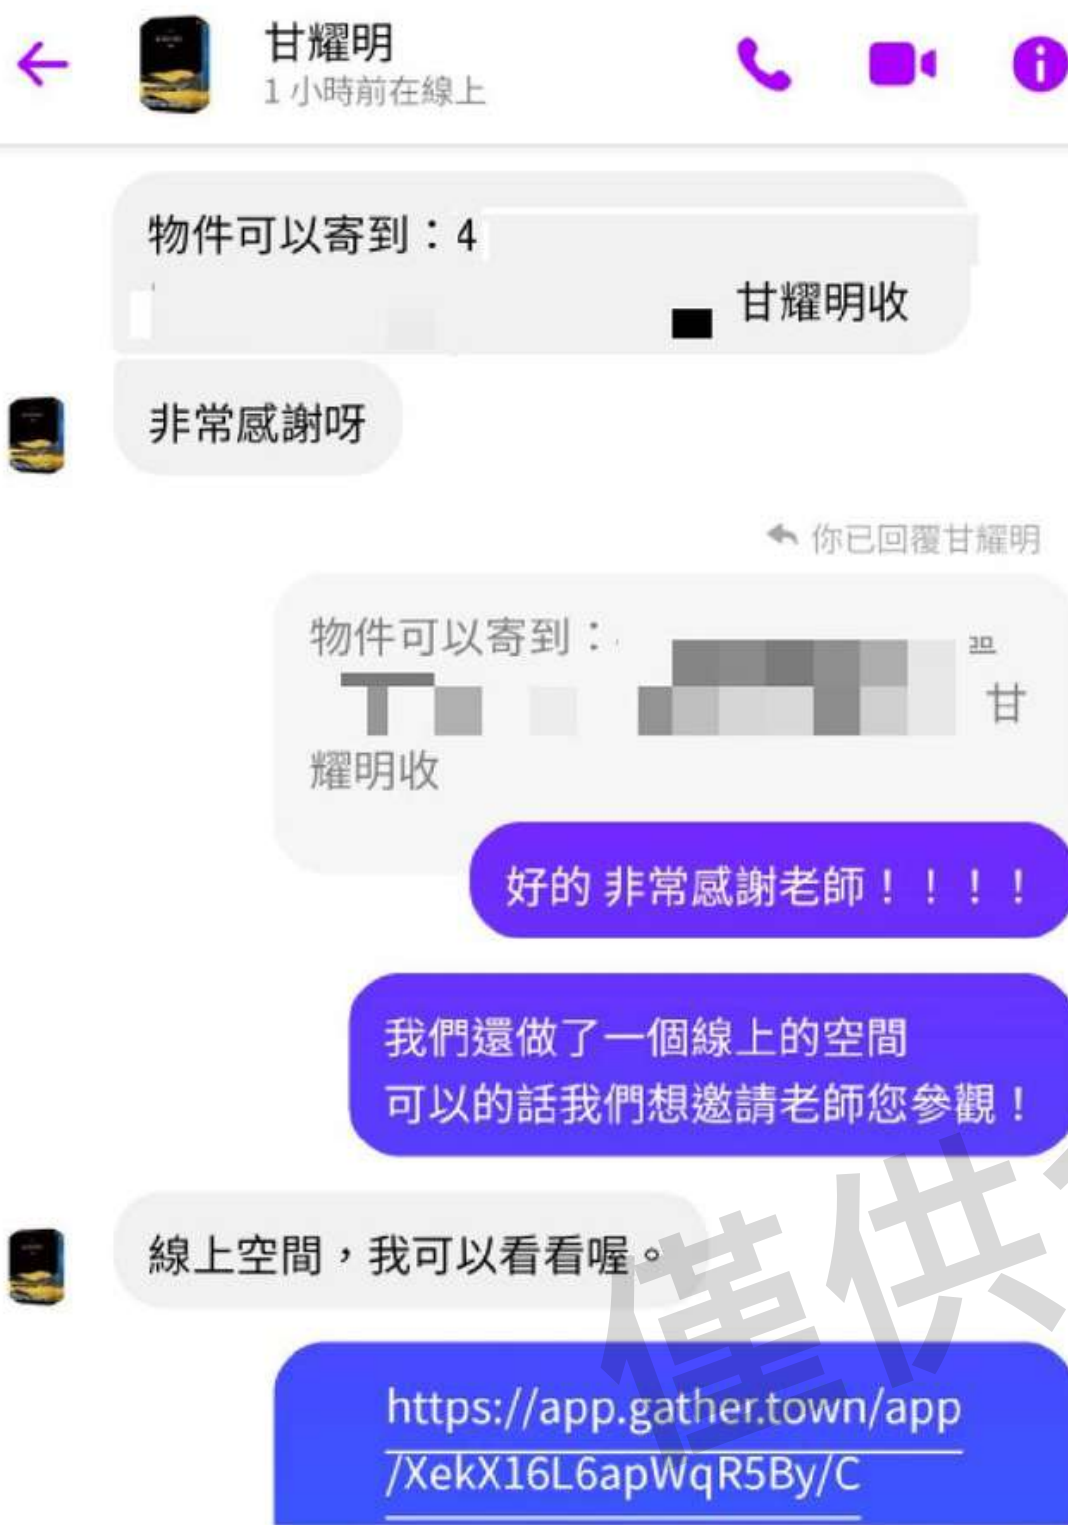 甘耀明
1 小時前在線上
物件可以寄到：4
甘耀明收
非常感謝呀
你已回覆甘耀明
物件可以寄到：
甘
耀明收
好的 非常感謝老師！！！！
我們還做了一個線上的空間
可以的話我們想邀請老師您參觀！
線上空間，我可以看看喔。
https://app.gather.town/app
/XekX16L6apWqR5By/C
僅供